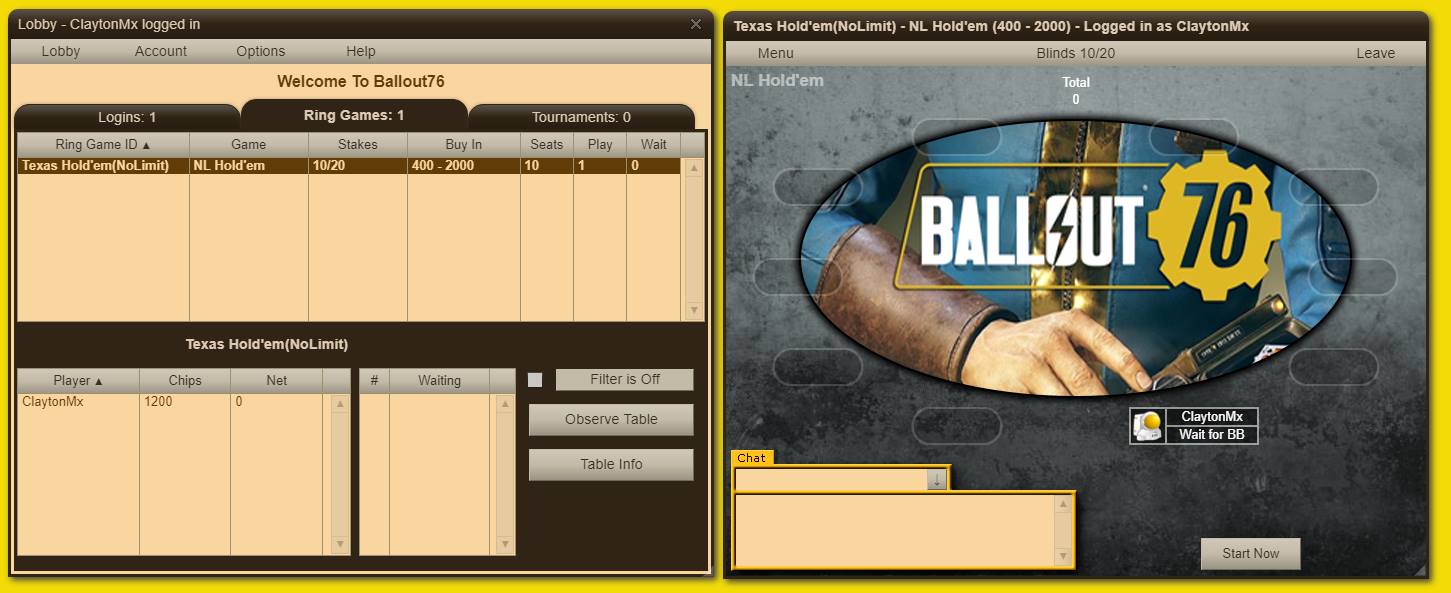 Lobby - ClaytonMx logged in
Lobby Account Options Help
Welcome To Ballout76
Logins: 1 Ring Games: 1 Tournaments: 0
Ring Game ID ▲ Game Stakes Buy In Seats Play Wait
Texas Hold'em(NoLimit) NL Hold'em 10/20 400 - 2000 10 1 0
Texas Hold'em(NoLimit)
Player ▲ Chips Net # Waiting Filter is Off
ClaytonMx 1200 0
Observe Table
Table Info
Texas Hold'em(NoLimit) - NL Hold'em (400 - 2000) - Logged in as ClaytonMx
Menu Blinds 10/20 Leave
NL Hold'em
Total
0
BALLOUT 76
ClaytonMx
Wait for BB
Chat
Start Now